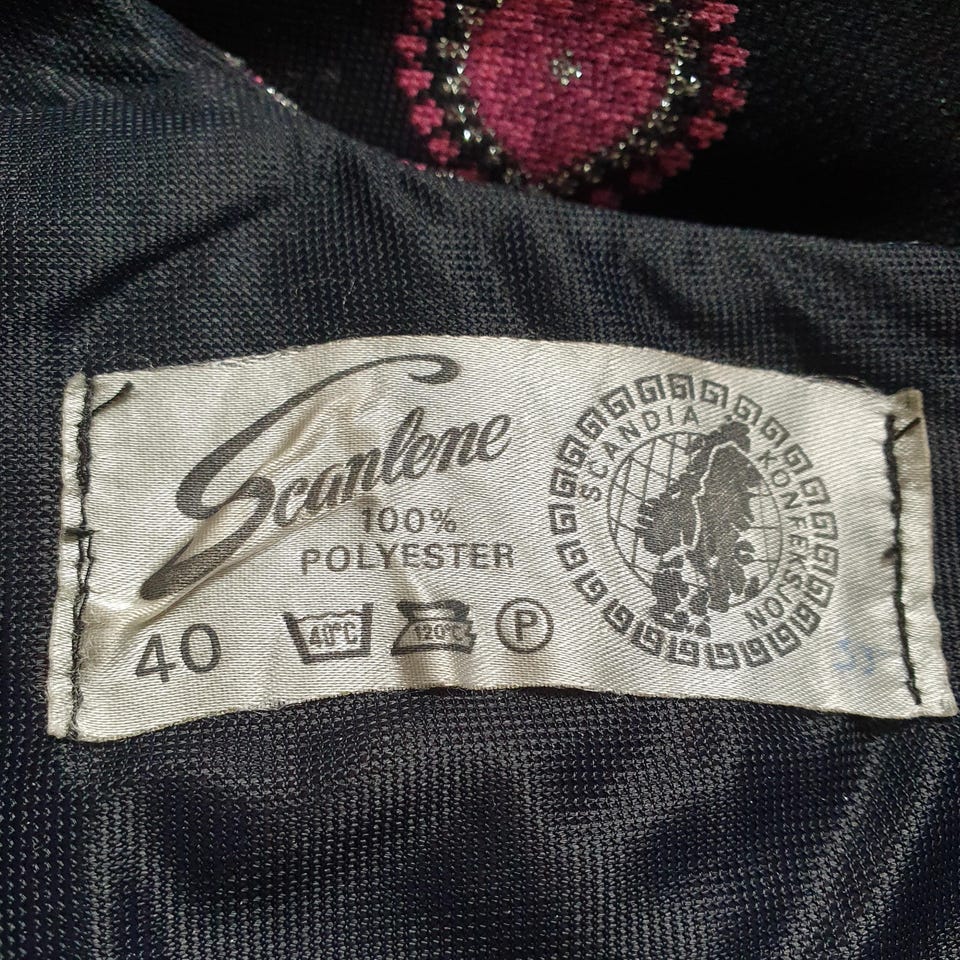 Scanlene
100%
POLYESTER
40
40°C
120°C
P
SCANDIA KONFEKSJON